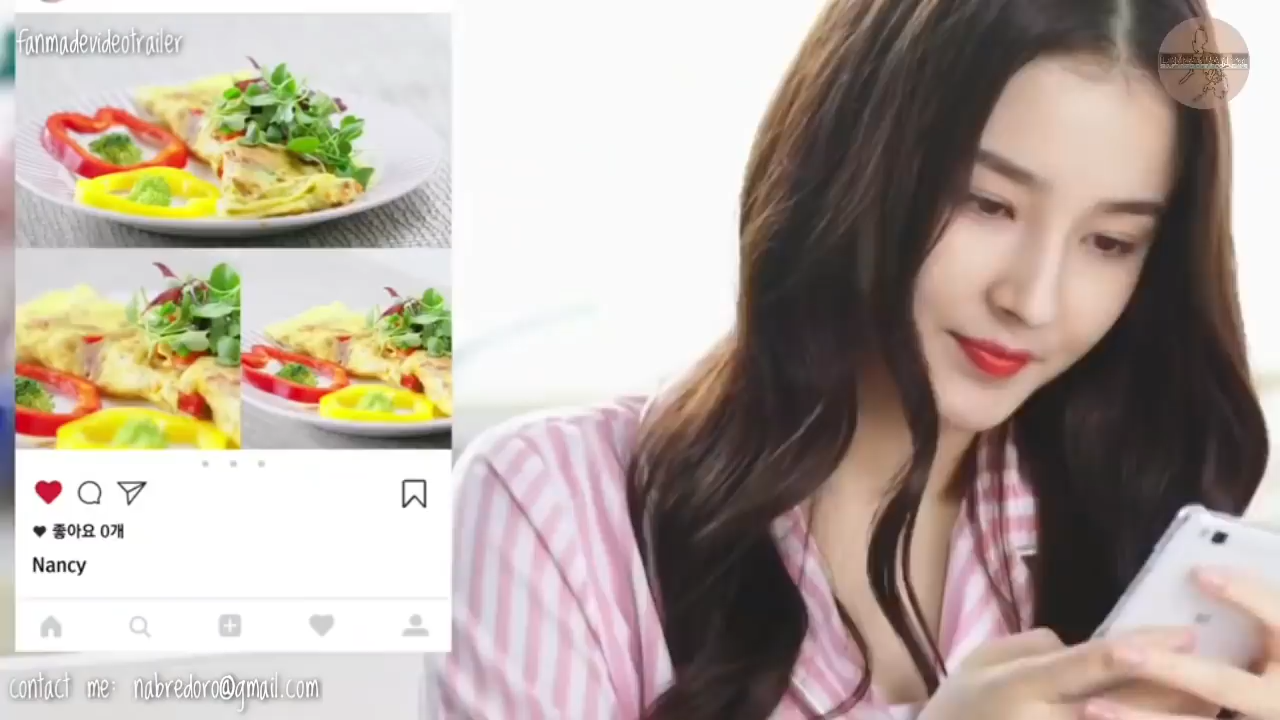 fanmadevideotrailer
좋아요 0개
Nancy
contact me: nabredoro@gmail.com